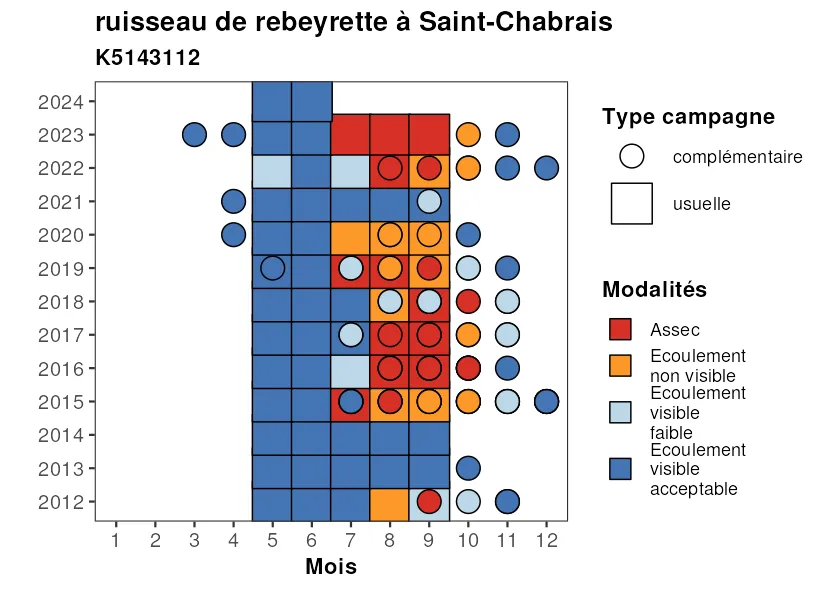 ruisseau de rebeyrette à Saint-Chabrais
K5143112
2024
2023
2022
2021
2020
2019
2018
2017
2016
2015
2014
2013
2012
1 2 3 4 5 6 7 8 9 10 11 12
Mois
Type campagne
complémentaire
usuelle
Modalités
Assec
Ecoulement
non visible
Ecoulement
visible
faible
Ecoulement
visible
acceptable